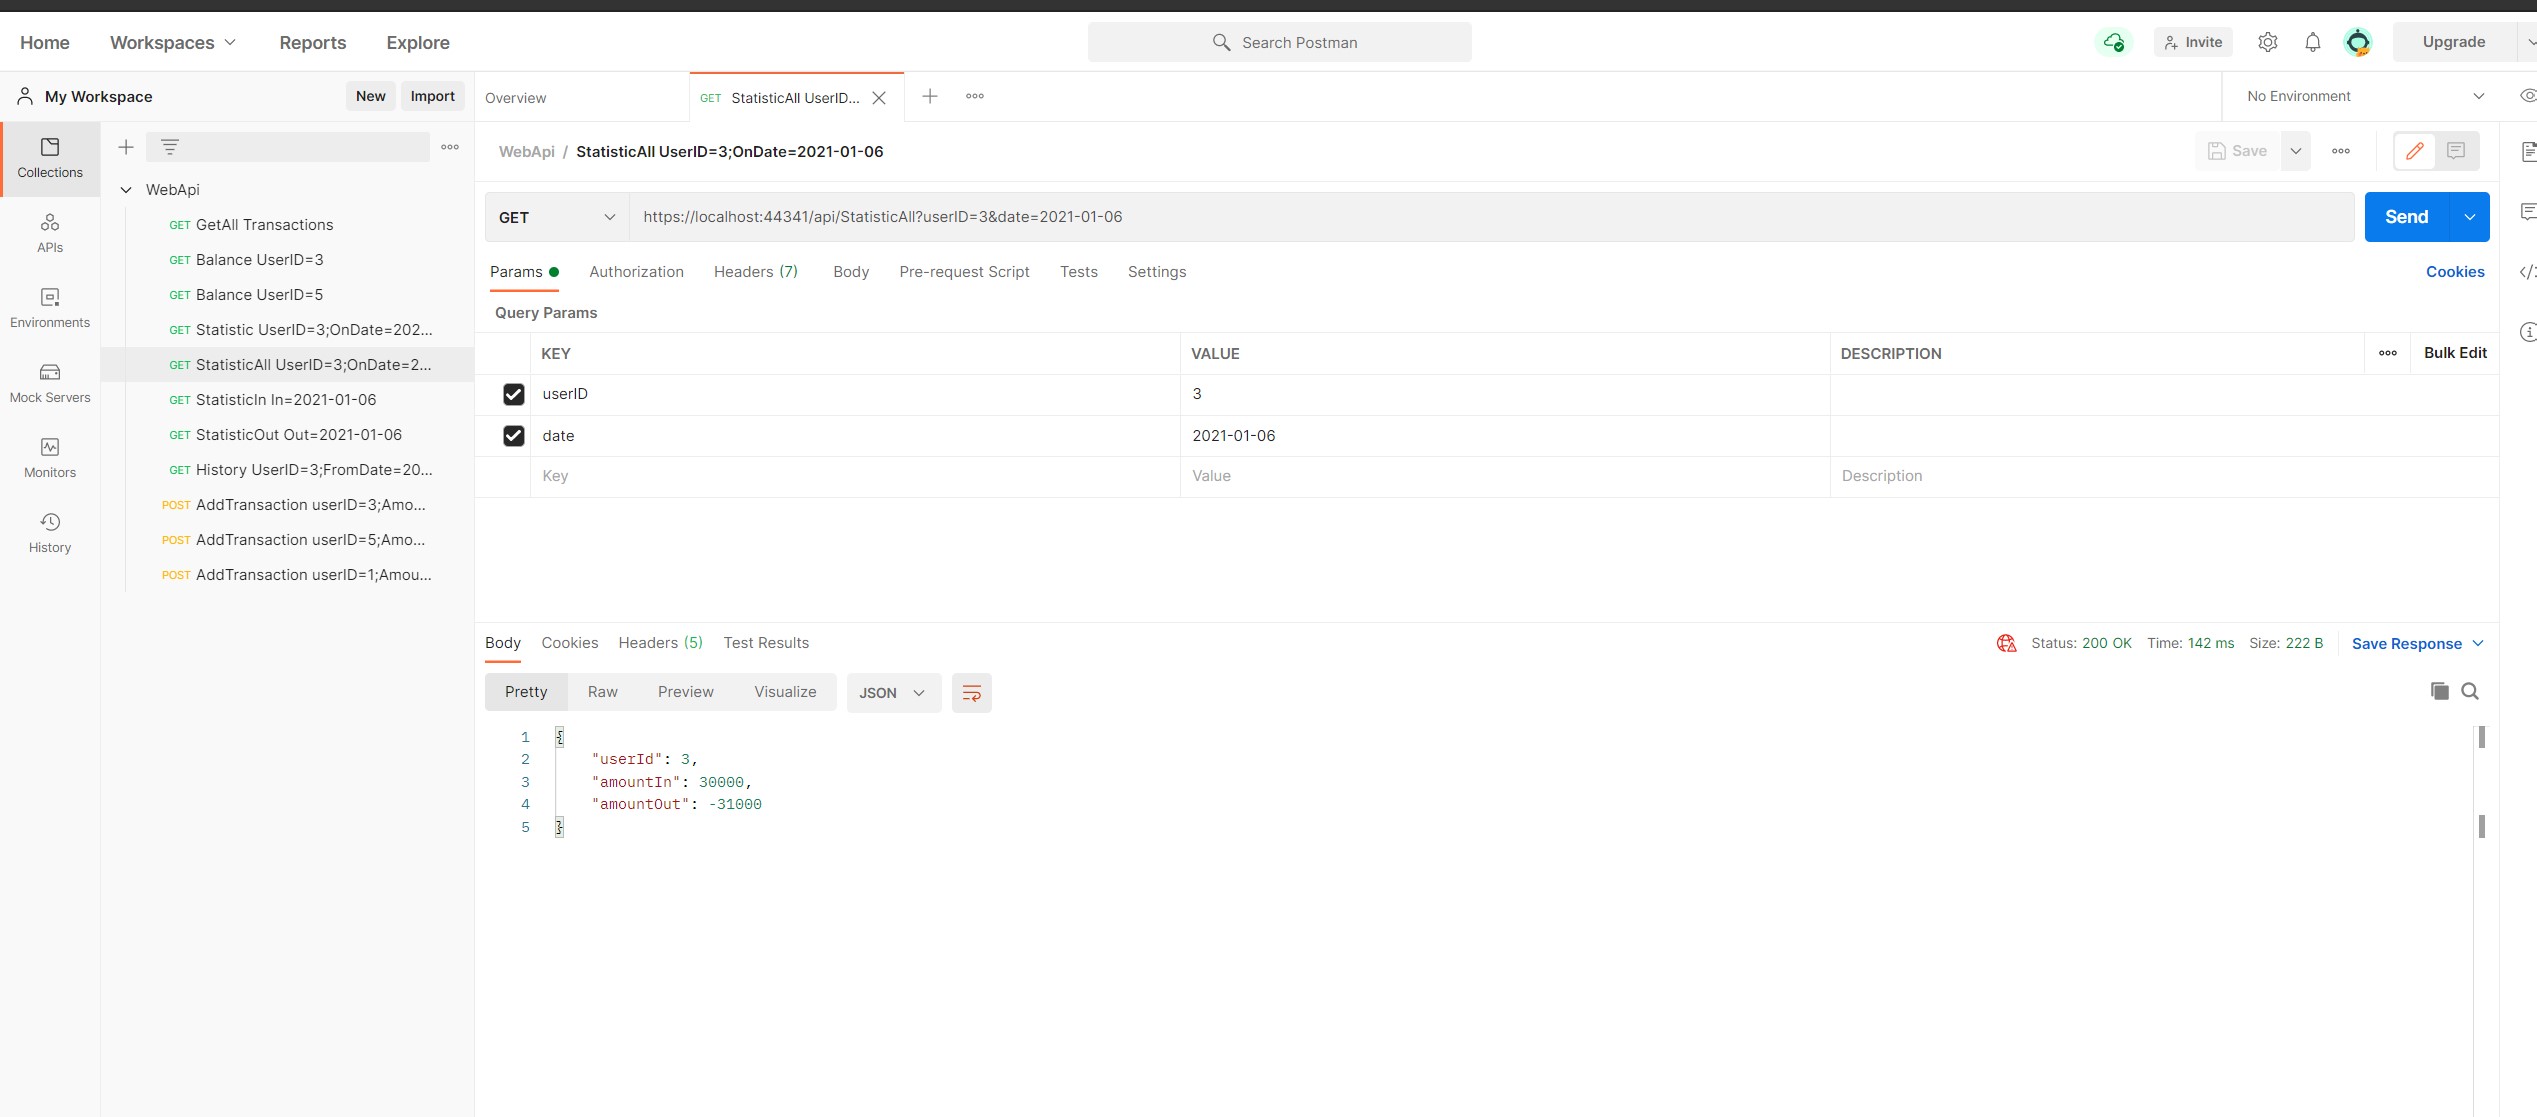 Home Workspaces Reports Explore Search Postman Invite Upgrade
My Workspace New Import Overview GET StatisticAll UserID... No Environment
Collections
APIs
Environments
Mock Servers
Monitors
History
WebApi
GET GetAll Transactions
GET Balance UserID=3
GET Balance UserID=5
GET Statistic UserID=3;OnDate=202...
GET StatisticAll UserID=3;OnDate=2...
GET StatisticIn In=2021-01-06
GET StatisticOut Out=2021-01-06
GET History UserID=3;FromDate=20...
POST AddTransaction userID=3;Amo...
POST AddTransaction userID=5;Amo...
POST AddTransaction userID=1;Amou...
WebApi / StatisticAll UserID=3;OnDate=2021-01-06 Save
GET https://localhost:44341/api/StatisticAll?userID=3&date=2021-01-06 Send
Params Authorization Headers (7) Body Pre-request Script Tests Settings Cookies
Query Params
KEY VALUE DESCRIPTION Bulk Edit
userID 3
date 2021-01-06
Key Value Description
Body Cookies Headers (5) Test Results Status: 200 OK Time: 142 ms Size: 222 B Save Response
Pretty Raw Preview Visualize JSON
1 {
2 "userId": 3,
3 "amountIn": 30000,
4 "amountOut": -31000
5 }